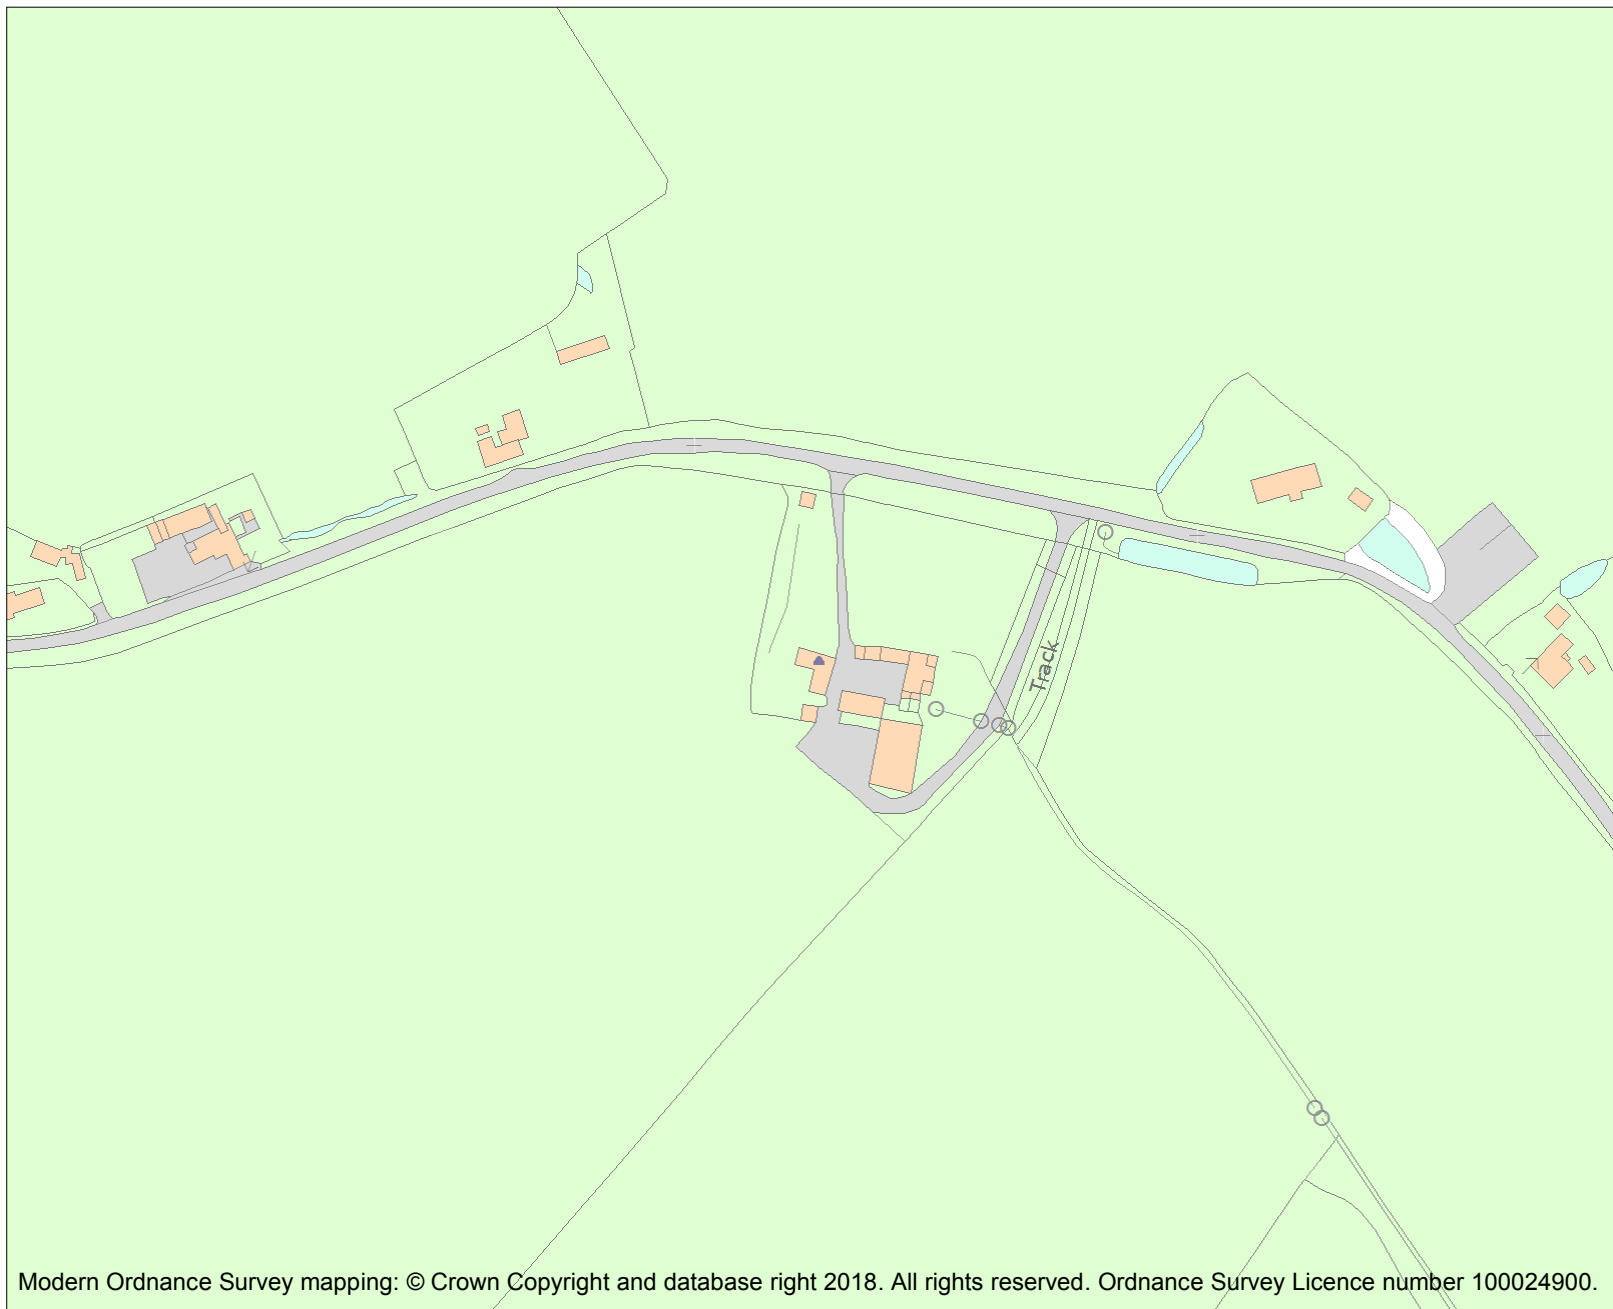 Track
Modern Ordnance Survey mapping: © Crown Copyright and database right 2018. All rights reserved. Ordnance Survey Licence number 100024900.